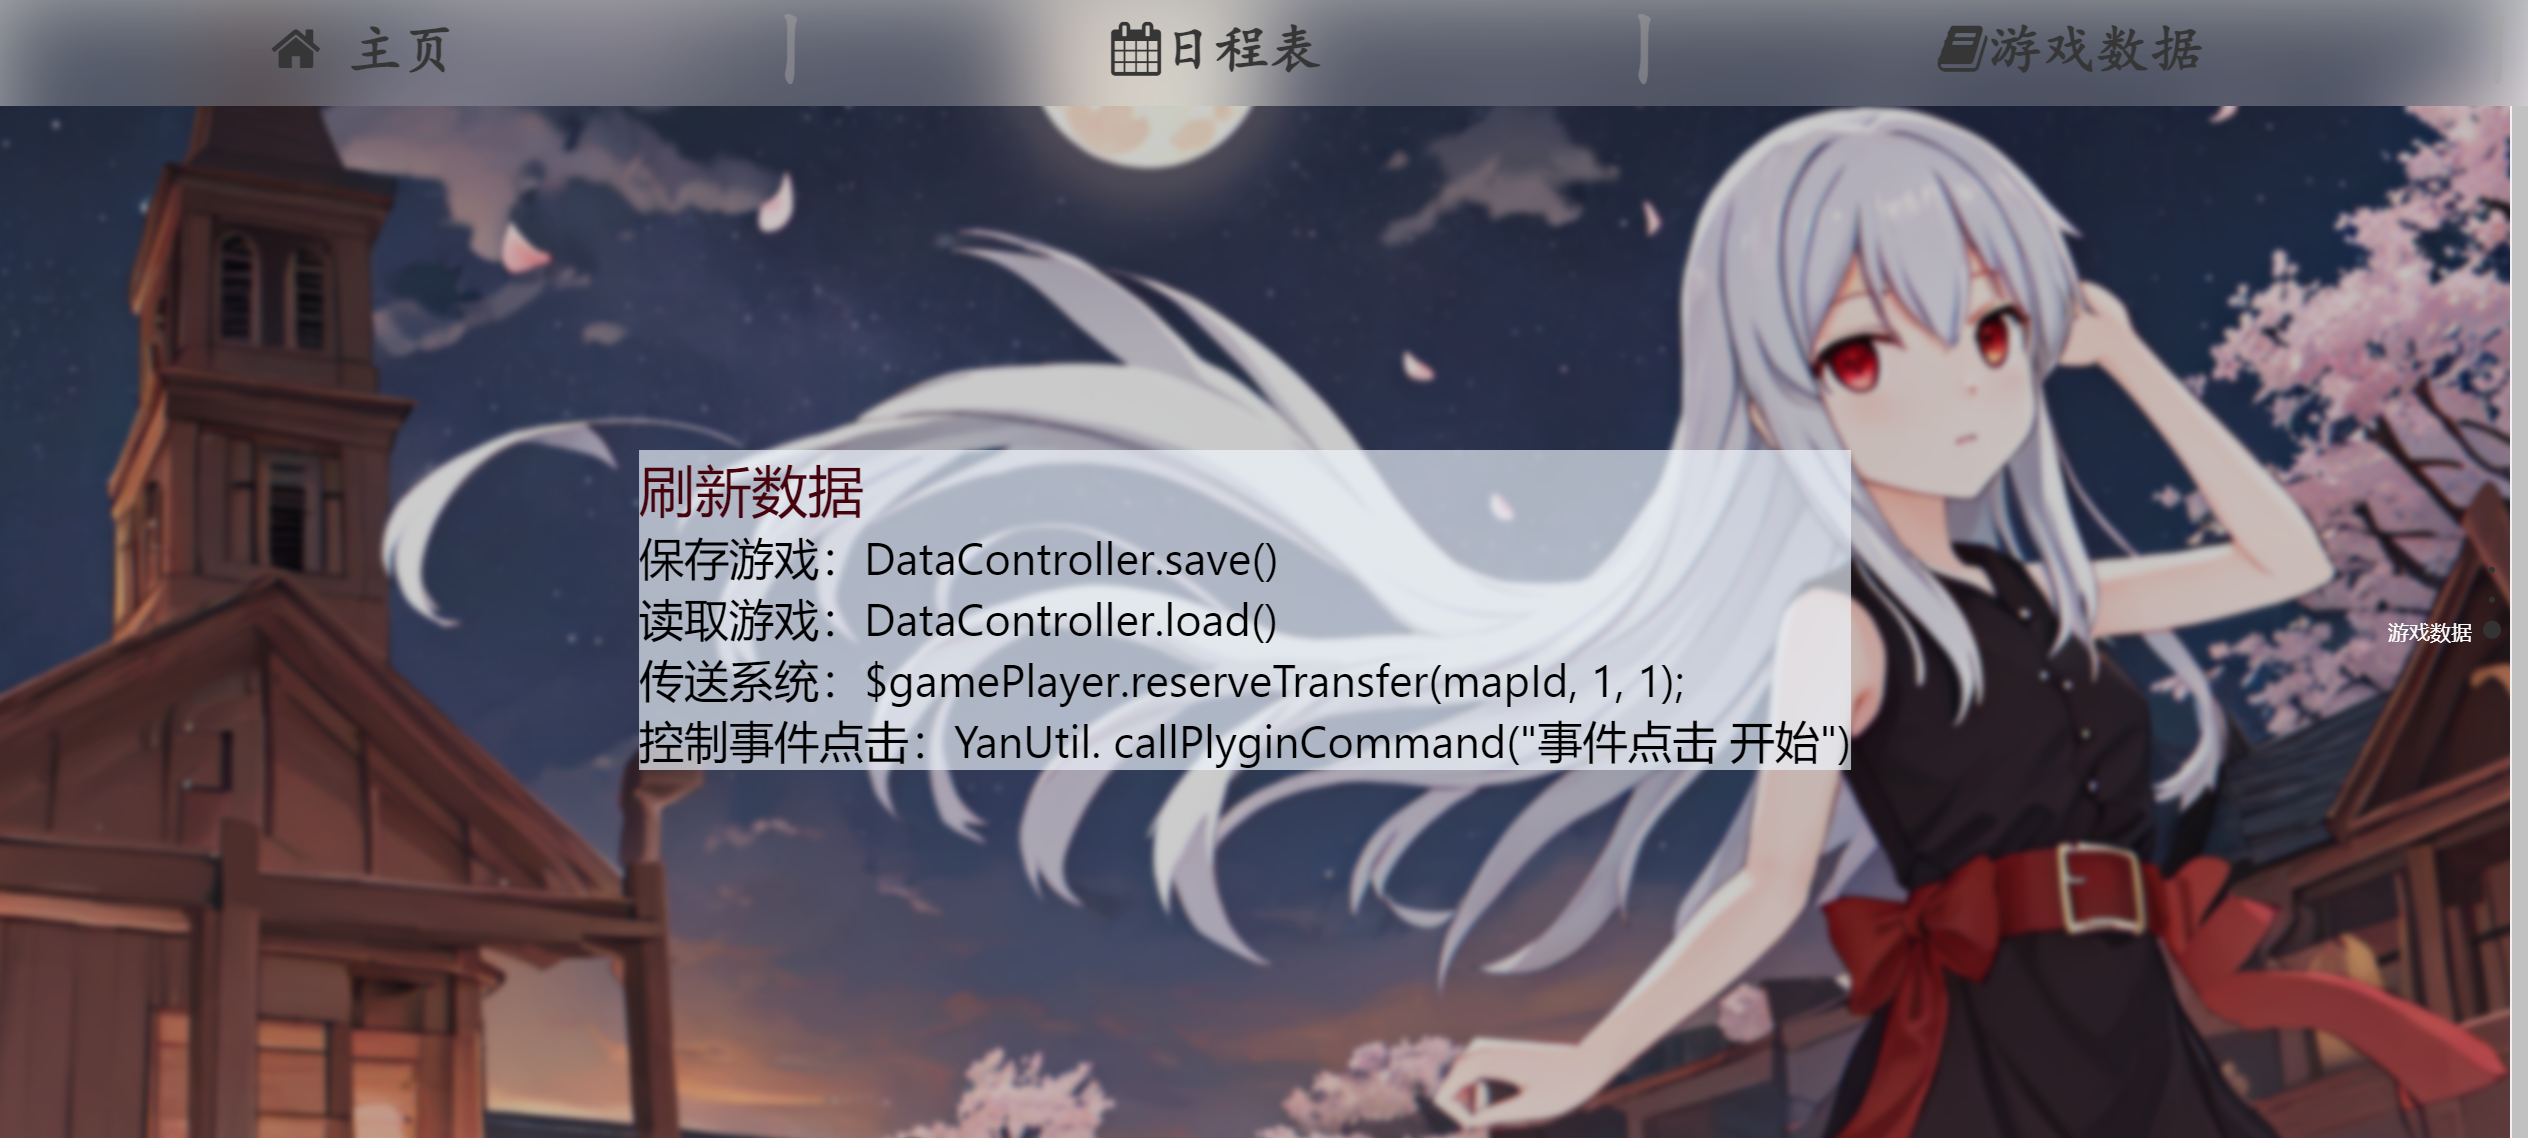 主页
日程表
游戏数据
刷新数据
保存游戏：DataController.save()
读取游戏：DataController.load()
传送系统：$gamePlayer.reserveTransfer(mapId, 1, 1);
控制事件点击：YanUtil. callPlyginCommand("事件点击 开始")
游戏数据